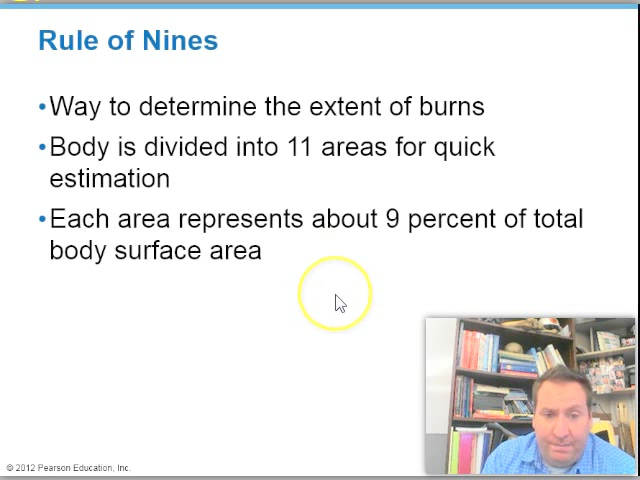 Rule of Nines
•Way to determine the extent of burns
•Body is divided into 11 areas for quick
estimation
•Each area represents about 9 percent of total
body surface area
© 2012 Pearson Education, Inc.